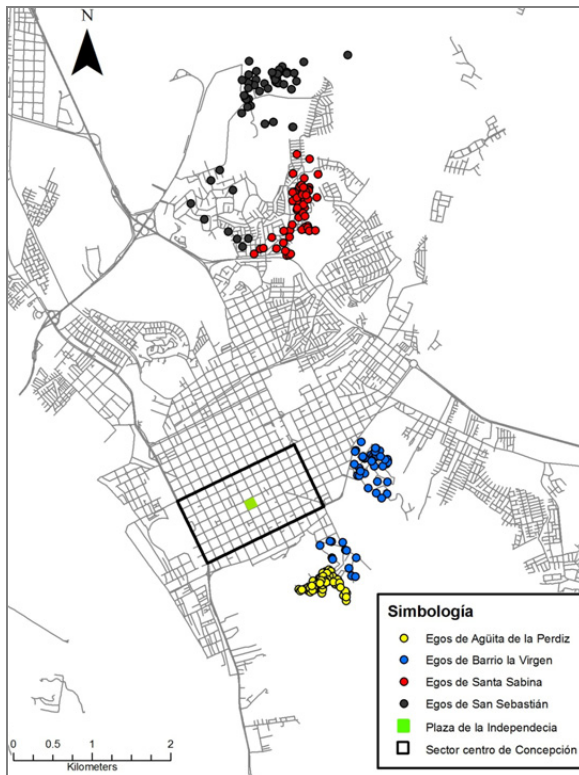 N
Simbología
Egos de Agüita de la Perdiz
Egos de Barrio la Virgen
Egos de Santa Sabina
Egos de San Sebastián
Plaza de la Independecia
Sector centro de Concepción
0 0.5 1 2
Kilometers